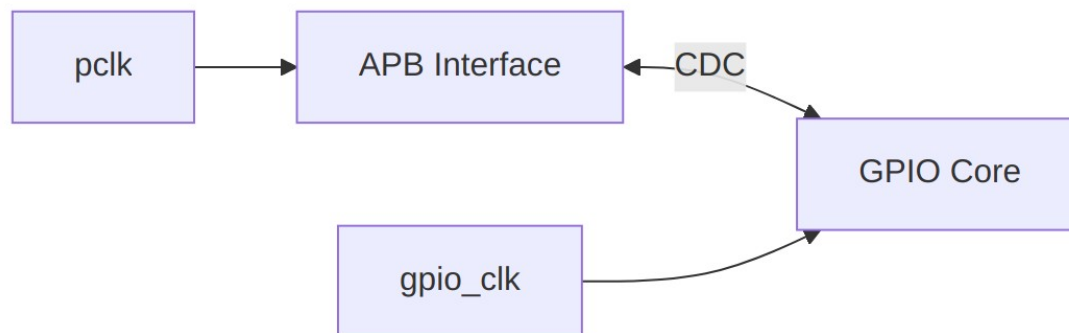 pclk
APB Interface
CDC
GPIO Core
gpio_clk